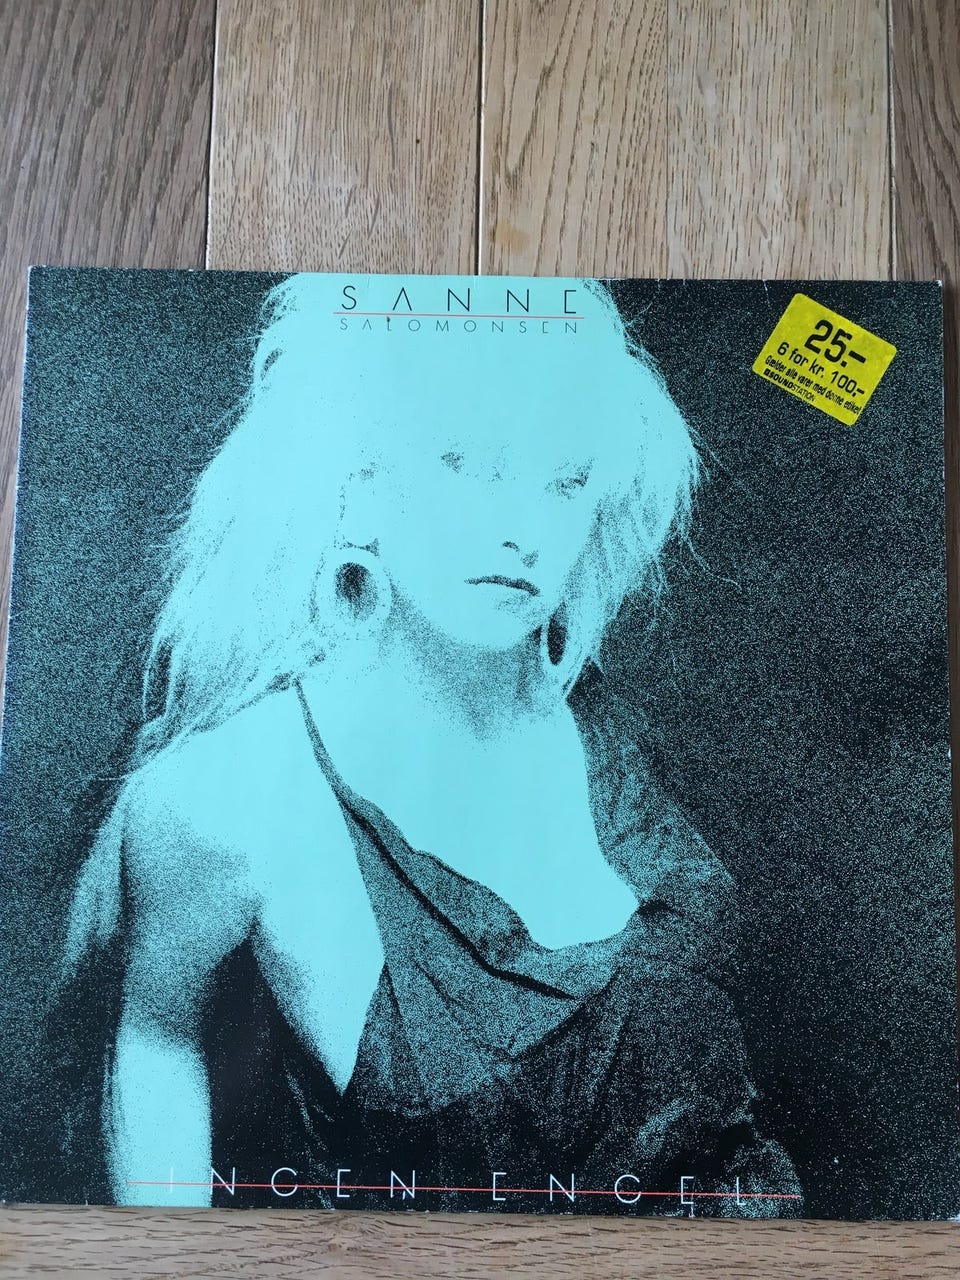 SANNE
SALOMONSEN
25.-
6 for kr. 100,-
Gælder alle varer med denne etiket
SOUNDSTATION
INGEN ENGEL